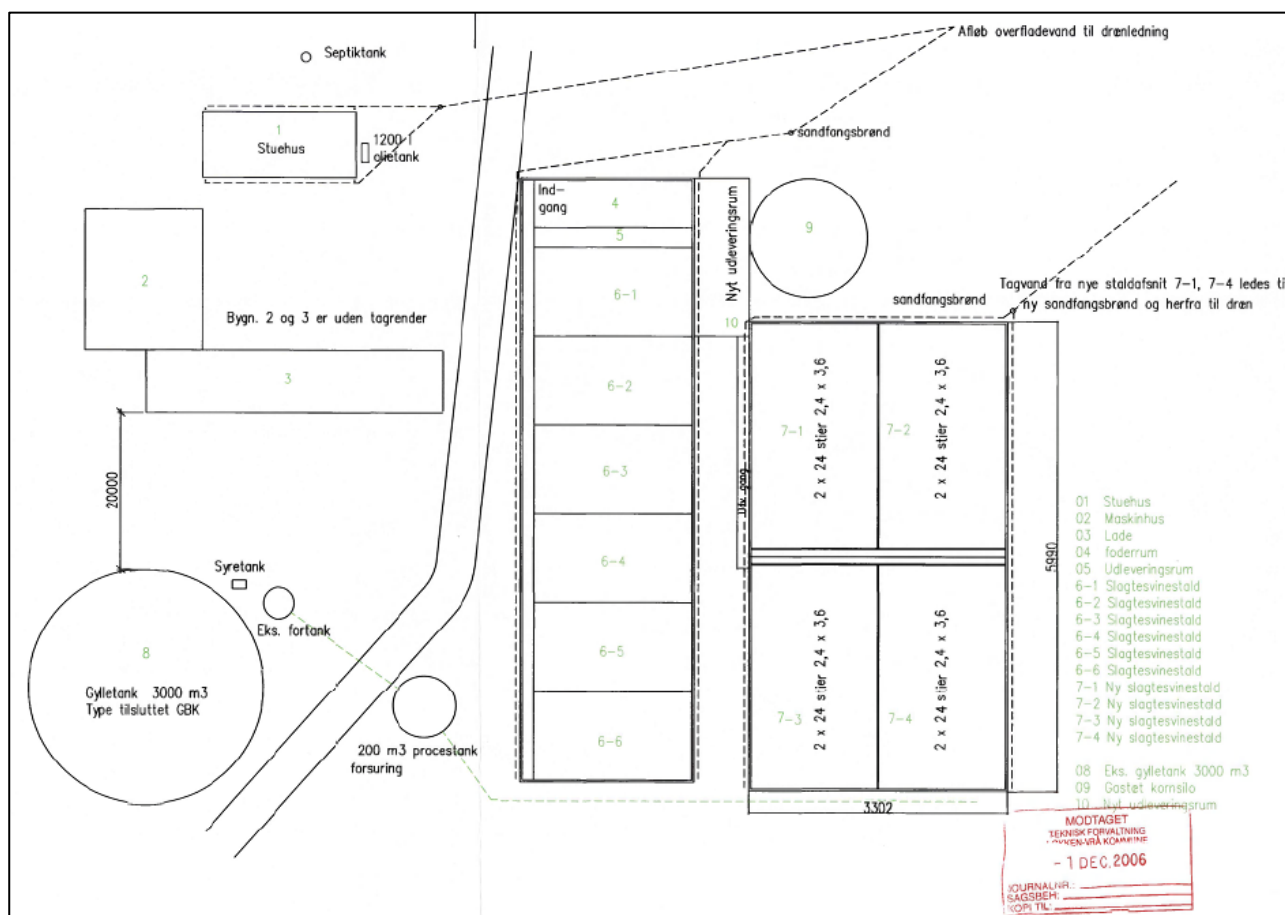 Septiktank
Afløb overfladevand til drænledning
1
Stuehus
1200 l
olietank
sandfangsbrønd
Ind-
gang
4
5
6-1
Nyt udleveringsrum
9
2
Bygn. 2 og 3 er uden tagrender
10
sandfangsbrønd
Tagvand fra nye staldafsnit 7-1, 7-4 ledes ti
ny sandfangsbrønd og herfra til dræn
3
6-2
7-1
2 x 24 stier 2,4 x 3,6
7-2
2 x 24 stier 2,4 x 3,6
20000
6-3
gang
5990
01 Stuehus
02 Maskinhus
03 Lade
04 foderrum
05 Udleveringsrum
6-1 Slagtesvinestald
6-2 Slagtesvinestald
6-3 Slagtesvinestald
6-4 Slagtesvinestald
6-5 Slagtesvinestald
6-6 Slagtesvinestald
7-1 Ny slagtesvinestald
7-2 Ny slagtesvinestald
7-3 Ny slagtesvinestald
7-4 Ny slagtesvinestald
08 Eks. gylletank 3000 m3
09 Gastæt kornsilo
10 Nyt udleveringsrum
Syretank
Eks. fortank
6-4
8
Gylletank 3000 m3
Type tilsluttet GBK
6-5
7-3
2 x 24 stier 2,4 x 3,6
7-4
2 x 24 stier 2,4 x 3,6
200 m3 procestank
forsuring
6-6
3302
MODTAGET
TEKNISK FORVALTNING
KKEN-VRÅ KOMMUNE
- 1 DEC. 2006
JOURNALNR.:
SAGSBEH:
KOPI TIL: